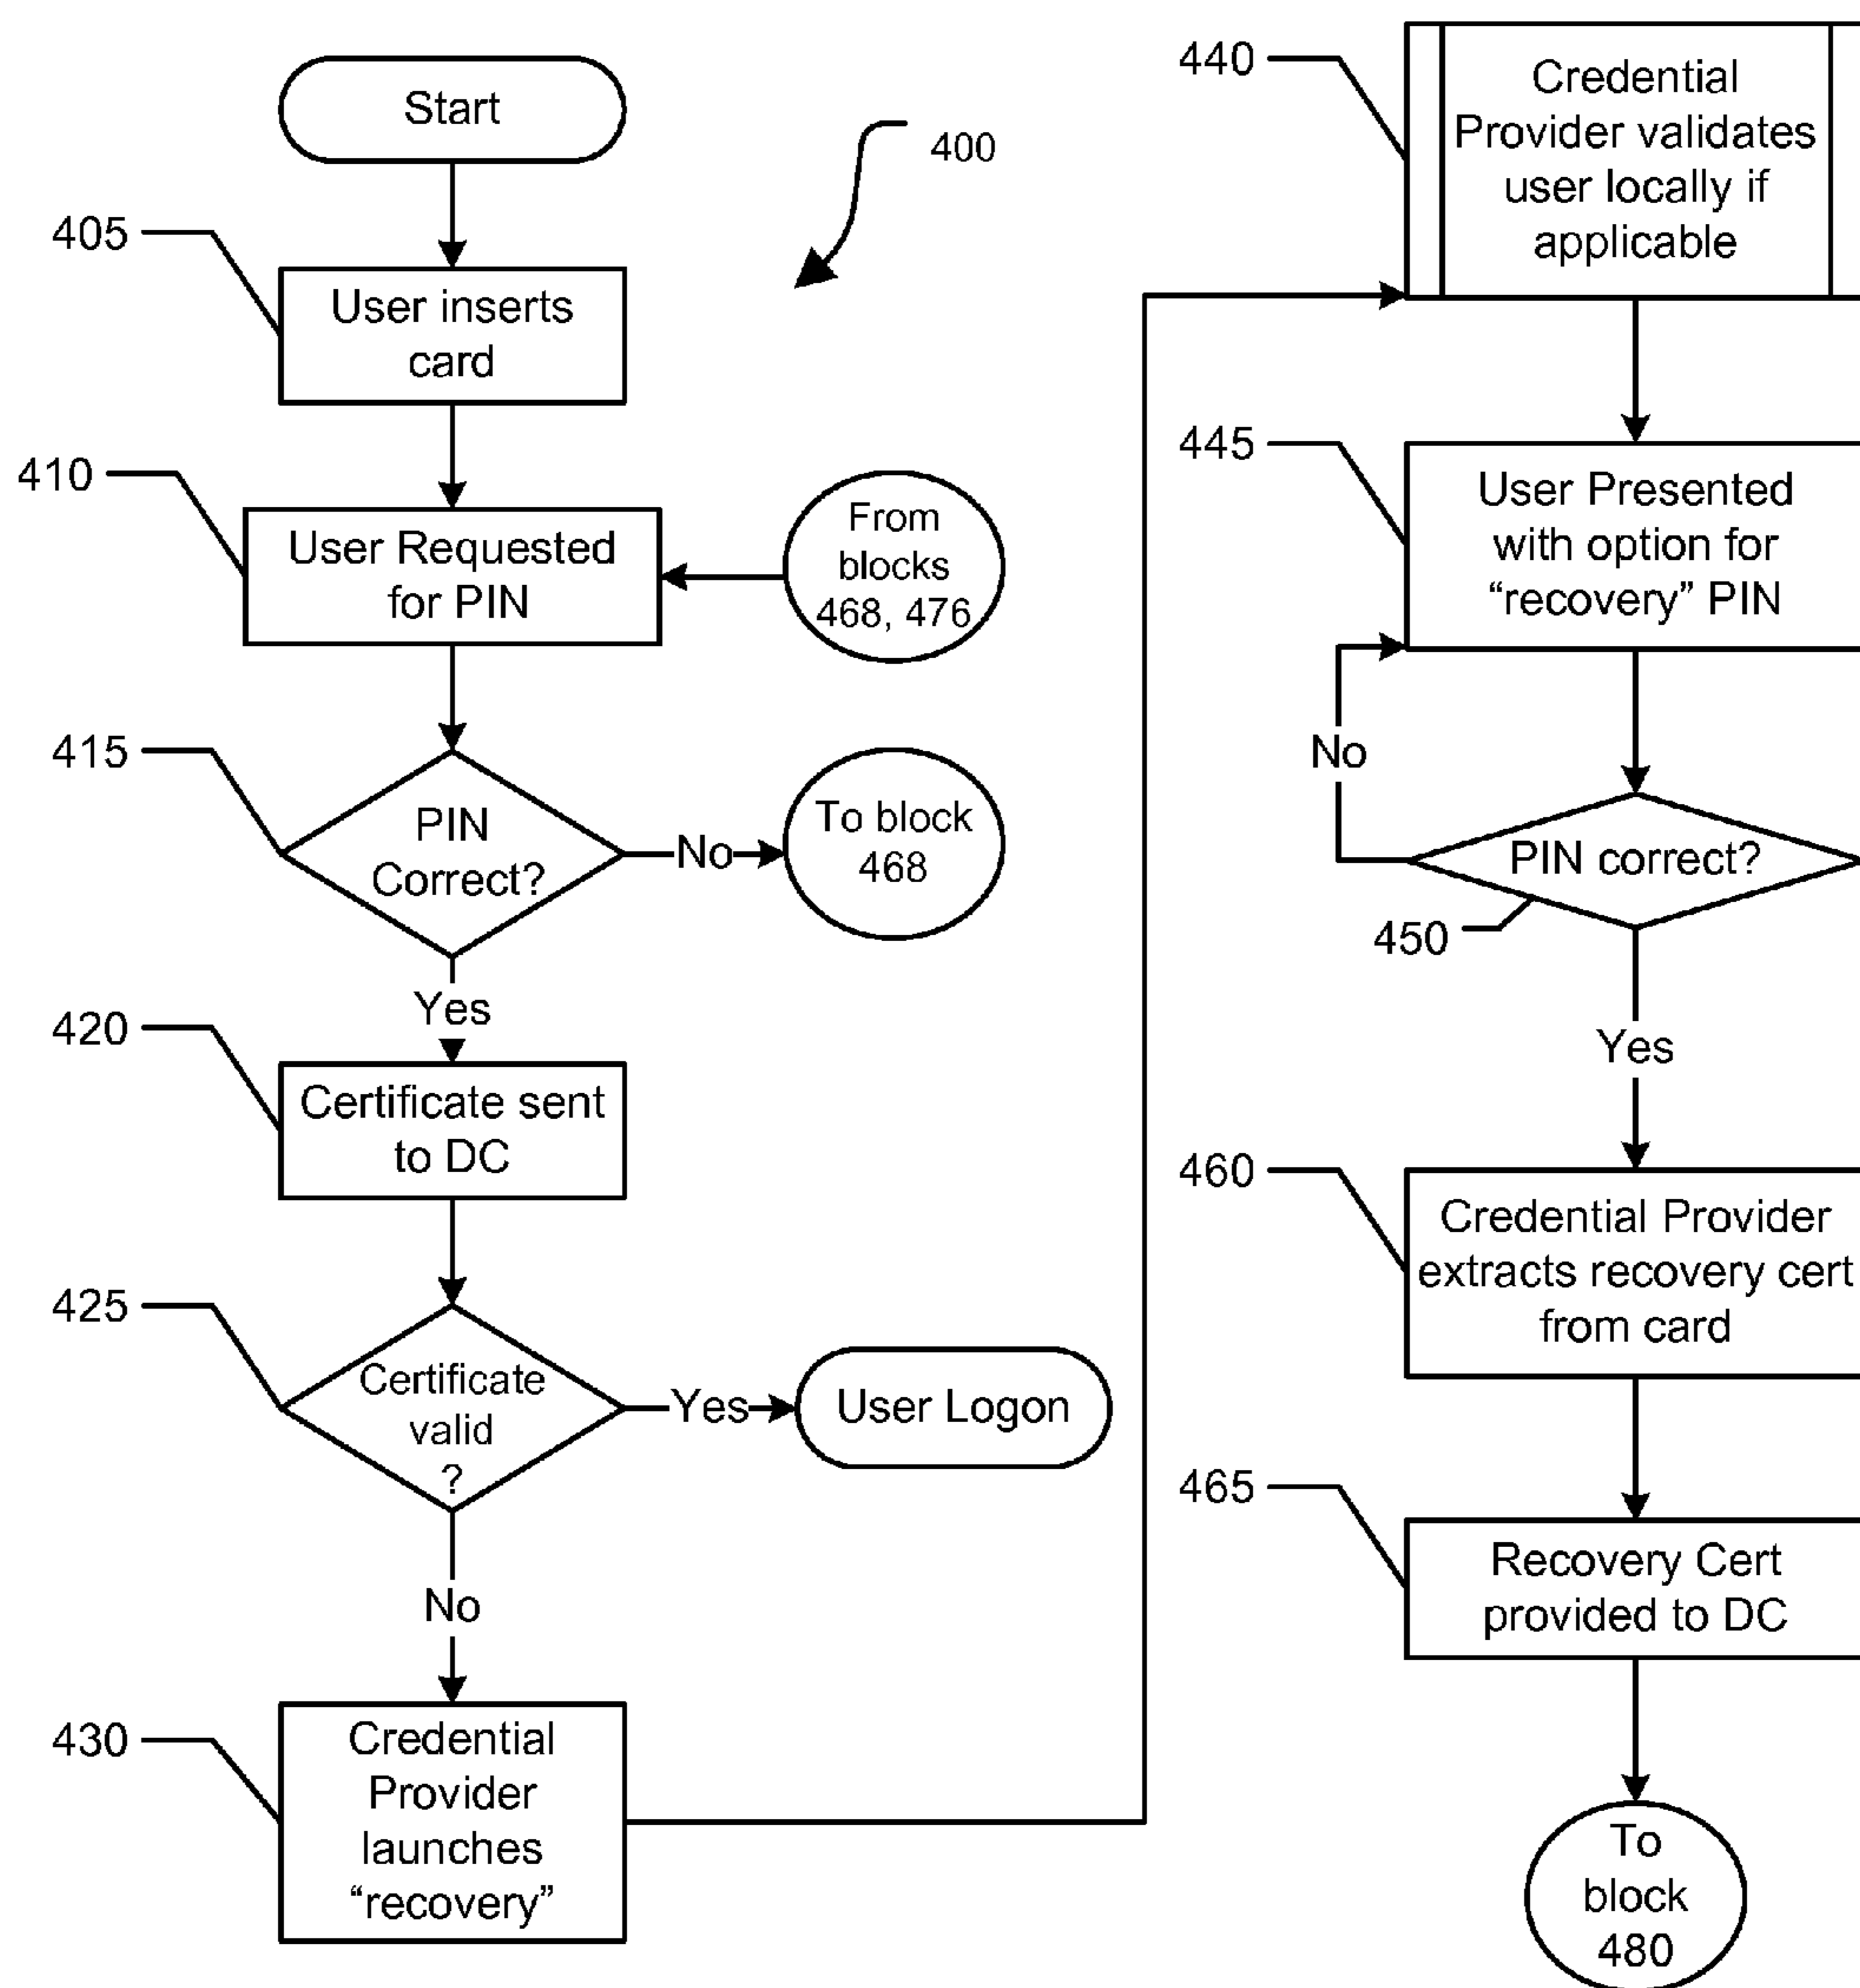 Start
400
405
User inserts
card
410
User Requested
for PIN
From
blocks
468, 476
415
PIN
Correct?
No
To block
468
Yes
420
Certificate sent
to DC
425
Certificate
valid
?
Yes
User Logon
No
430
Credential
Provider
launches
“recovery”
440
Credential
Provider validates
user locally if
applicable
445
User Presented
with option for
“recovery” PIN
No
PIN correct?
450
Yes
460
Credential Provider
extracts recovery cert
from card
465
Recovery Cert
provided to DC
To
block
480